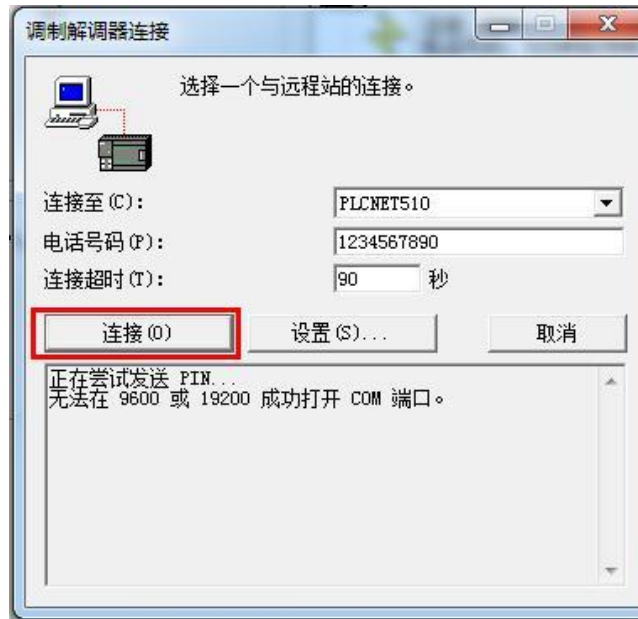 调制解调器连接
选择一个与远程站的连接。
连接至(C):
PLCNET510
电话号码(P):
1234567890
连接超时(T):
90 秒
连接(O)
设置(S)...
取消
正在尝试发送 PIN...
无法在 9600 或 19200 成功打开 COM 端口。